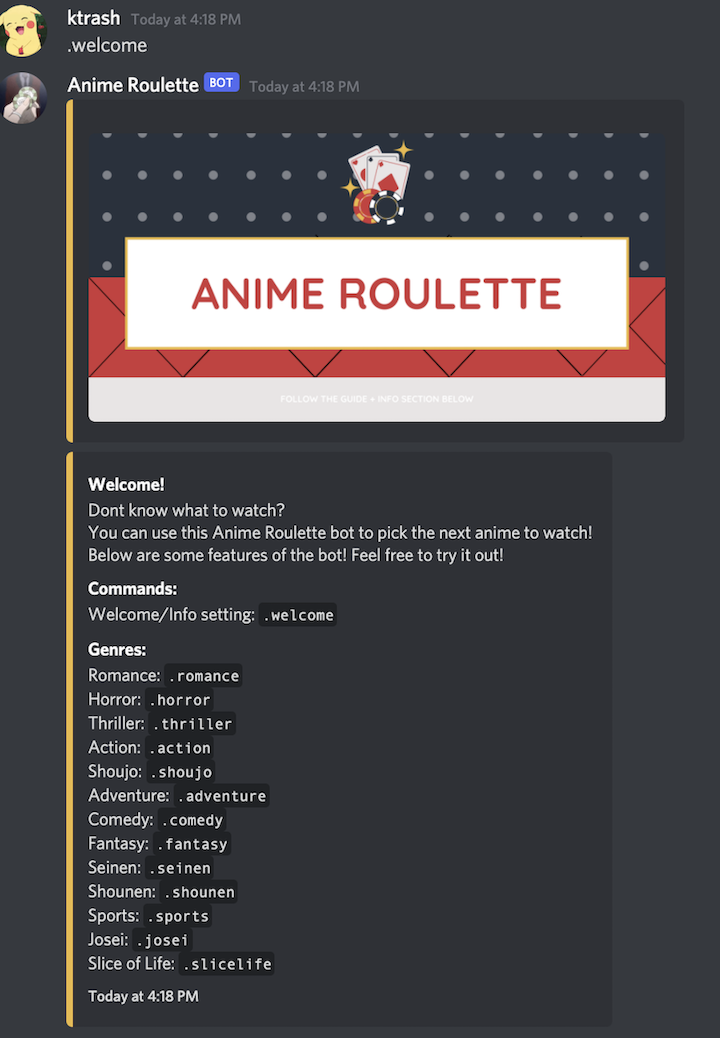 ktrash Today at 4:18 PM
.welcome
Anime Roulette BOT Today at 4:18 PM
ANIME ROULETTE
FOLLOW THE GUIDE + INFO SECTION BELOW
Welcome!
Dont know what to watch?
You can use this Anime Roulette bot to pick the next anime to watch!
Below are some features of the bot! Feel free to try it out!
Commands:
Welcome/Info setting: .welcome
Genres:
Romance: .romance
Horror: .horror
Thriller: .thriller
Action: .action
Shoujo: .shoujo
Adventure: .adventure
Comedy: .comedy
Fantasy: .fantasy
Seinen: .seinen
Shounen: .shounen
Sports: .sports
Josei: .josei
Slice of Life: .slicelife
Today at 4:18 PM